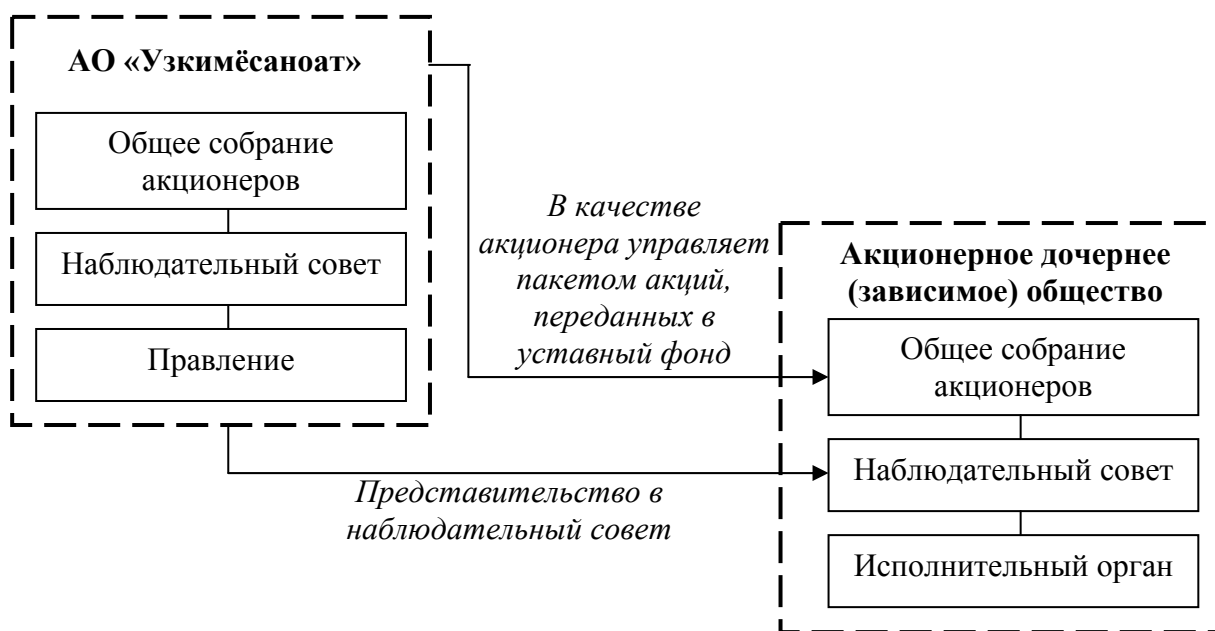 АО «Узкимёсаноат»
Общее собрание
акционеров
Наблюдательный совет
Правление
В качестве
акционера управляет
пакетом акций,
переданных в
уставный фонд
Представительство в
наблюдательный совет
Акционерное дочернее
(зависимое) общество
Общее собрание
акционеров
Наблюдательный совет
Исполнительный орган